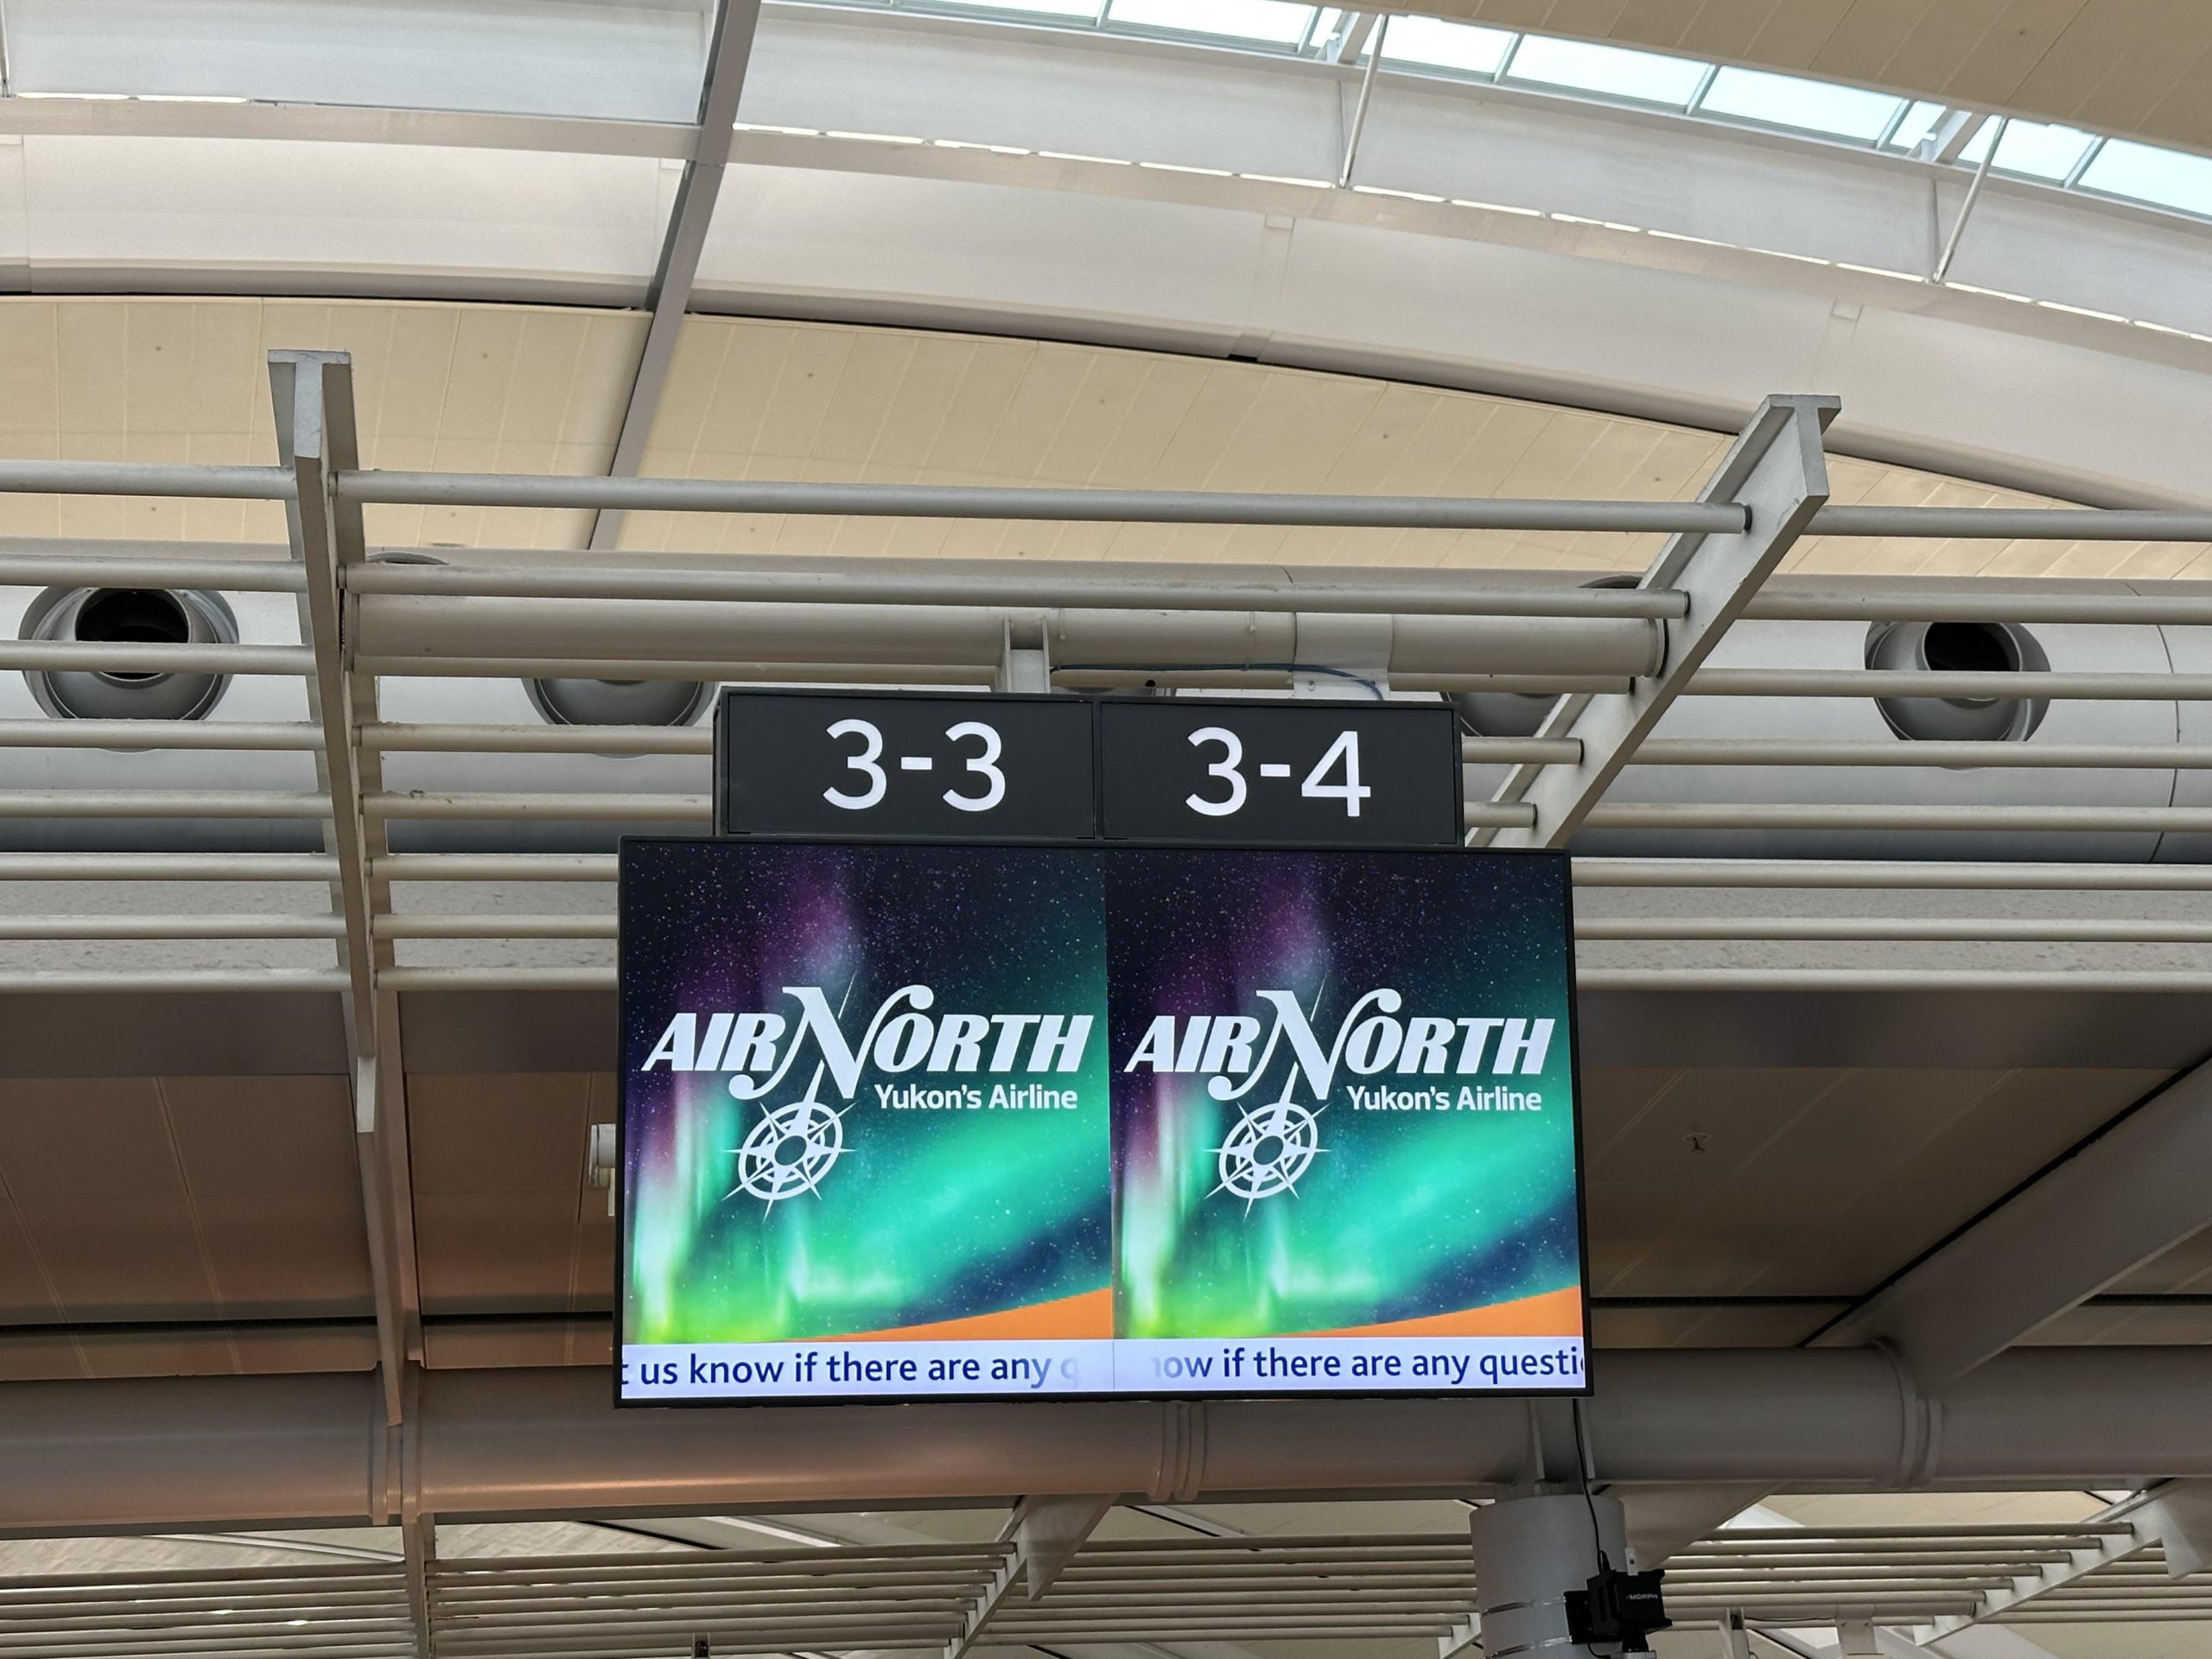 3-3
3-4
AIR NORTH
Yukon's Airline
AIR NORTH
Yukon's Airline
us know if there are any
if there are any
MORPH